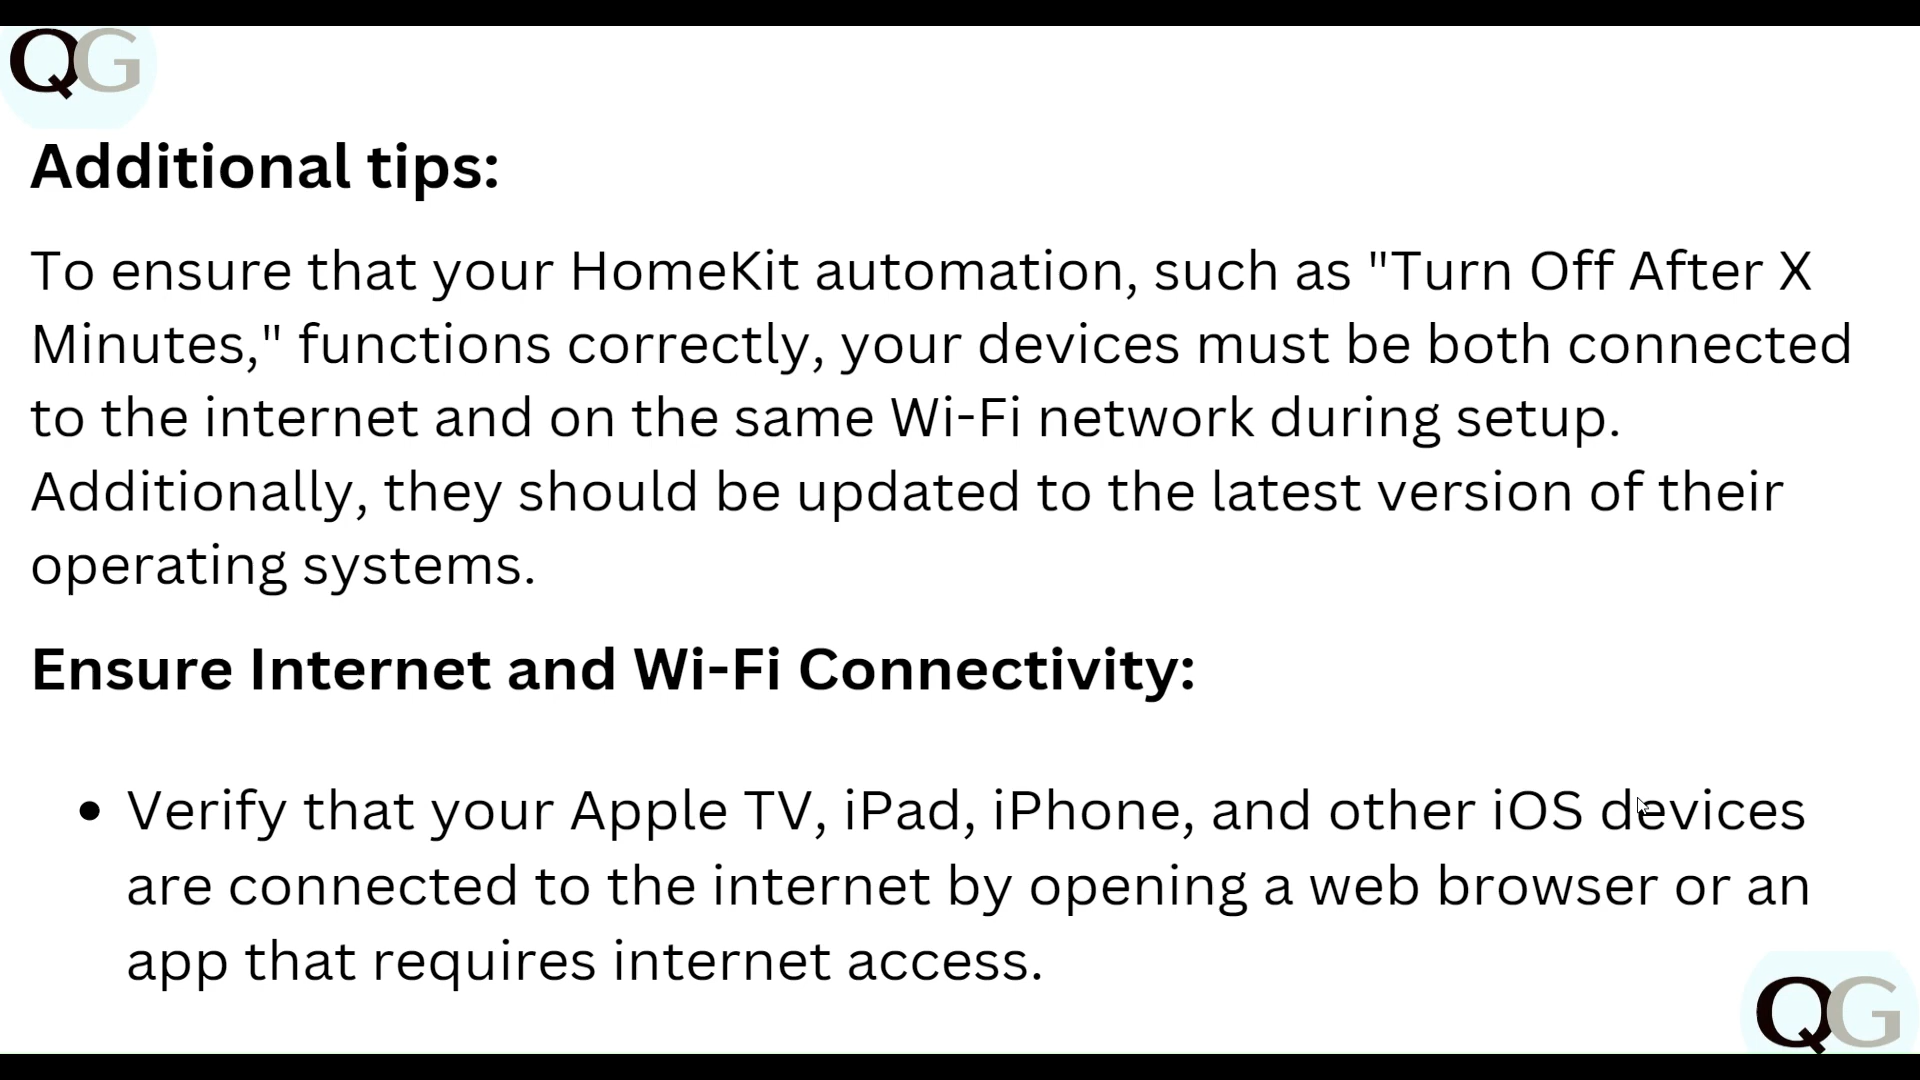 QG
Additional tips:
To ensure that your HomeKit automation, such as "Turn Off After X
Minutes," functions correctly, your devices must be both connected
to the internet and on the same Wi-Fi network during setup.
Additionally, they should be updated to the latest version of their
operating systems.
Ensure Internet and Wi-Fi Connectivity:
• Verify that your Apple TV, iPad, iPhone, and other iOS devices
are connected to the internet by opening a web browser or an
app that requires internet access.
QG